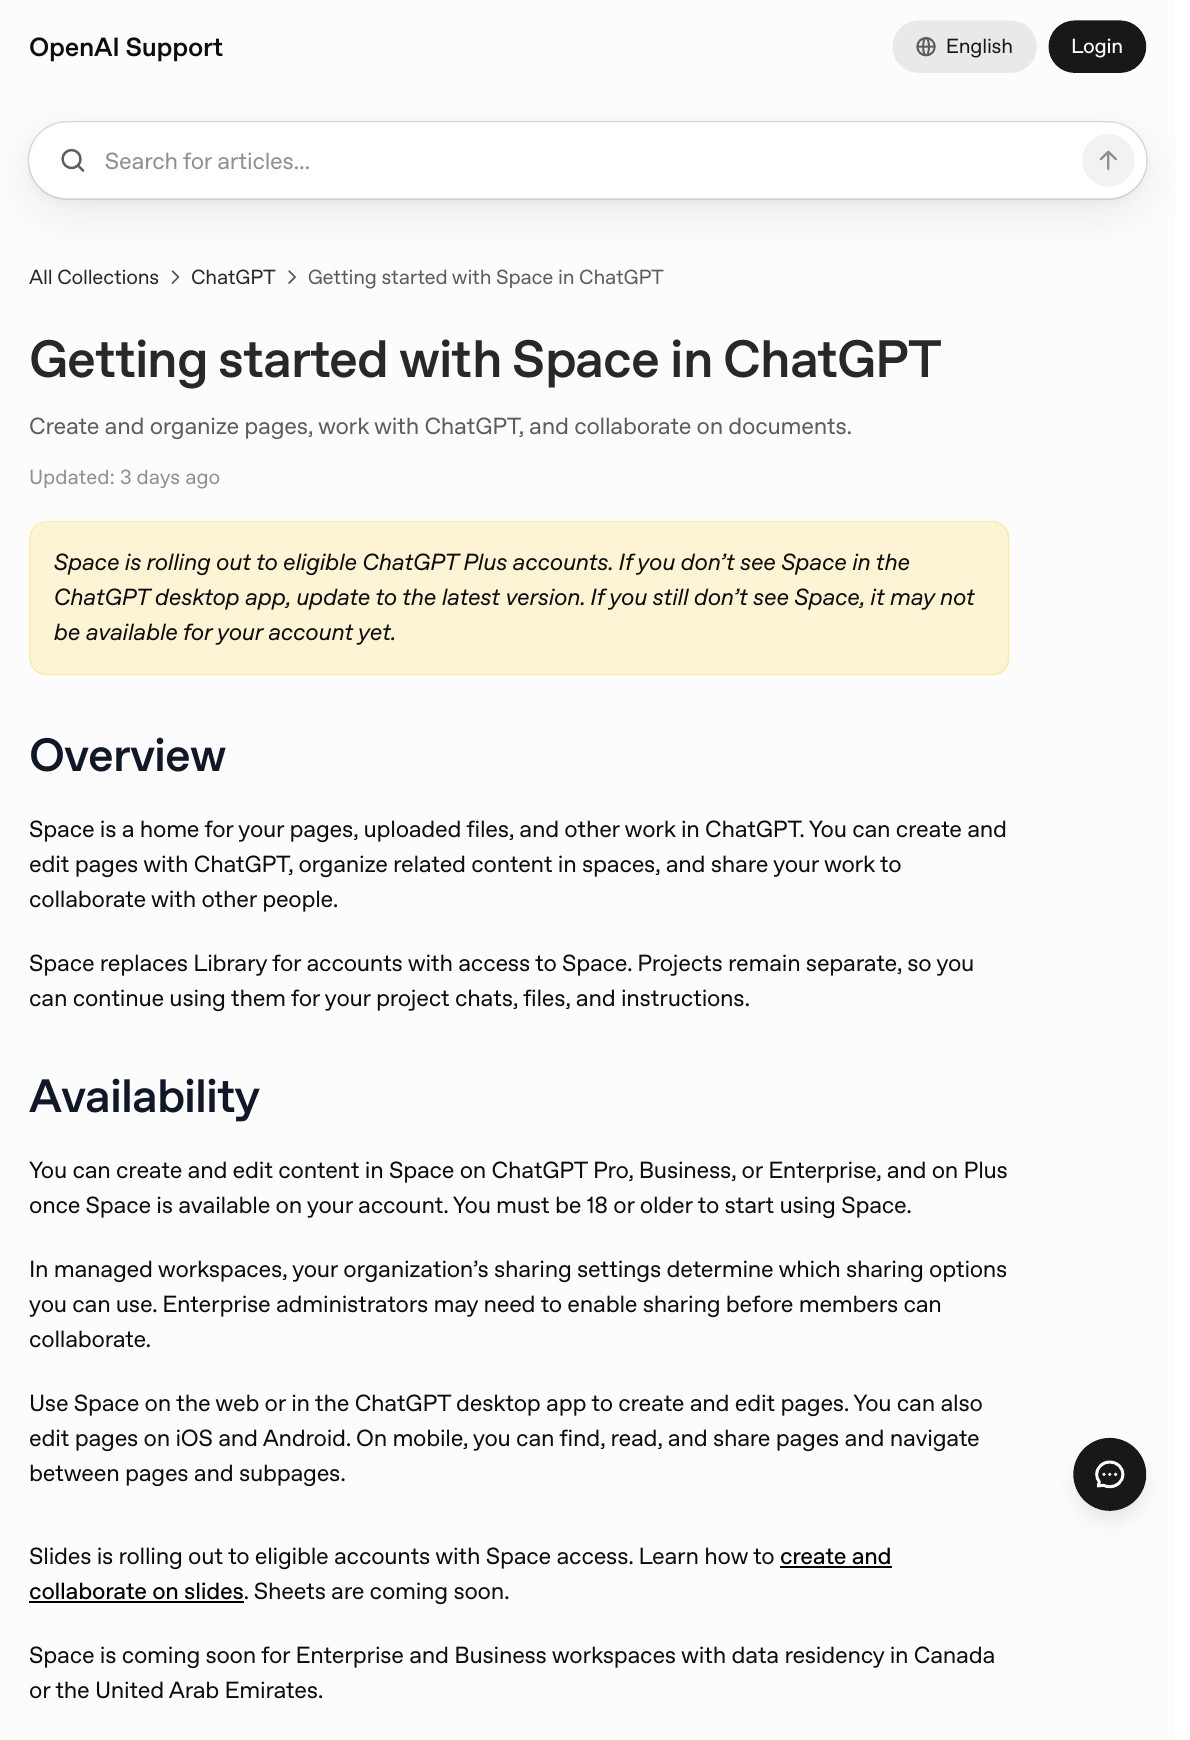 OpenAI Support
English
Login
Search for articles...
All Collections > ChatGPT > Getting started with Space in ChatGPT
Getting started with Space in ChatGPT
Create and organize pages, work with ChatGPT, and collaborate on documents.
Updated: 3 days ago
Space is rolling out to eligible ChatGPT Plus accounts. If you don’t see Space in the
ChatGPT desktop app, update to the latest version. If you still don’t see Space, it may not
be available for your account yet.
Overview
Space is a home for your pages, uploaded files, and other work in ChatGPT. You can create and
edit pages with ChatGPT, organize related content in spaces, and share your work to
collaborate with other people.
Space replaces Library for accounts with access to Space. Projects remain separate, so you
can continue using them for your project chats, files, and instructions.
Availability
You can create and edit content in Space on ChatGPT Pro, Business, or Enterprise, and on Plus
once Space is available on your account. You must be 18 or older to start using Space.
In managed workspaces, your organization’s sharing settings determine which sharing options
you can use. Enterprise administrators may need to enable sharing before members can
collaborate.
Use Space on the web or in the ChatGPT desktop app to create and edit pages. You can also
edit pages on iOS and Android. On mobile, you can find, read, and share pages and navigate
between pages and subpages.
Slides is rolling out to eligible accounts with Space access. Learn how to create and
collaborate on slides. Sheets are coming soon.
Space is coming soon for Enterprise and Business workspaces with data residency in Canada
or the United Arab Emirates.